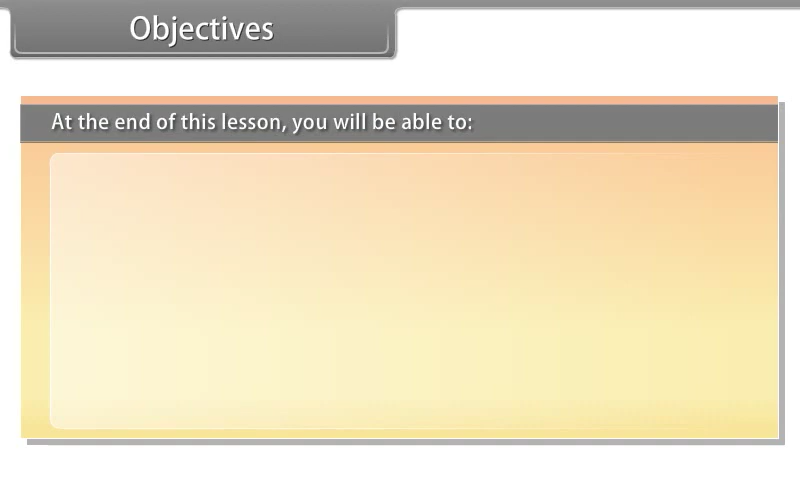 Objectives
At the end of this lesson, you will be able to: